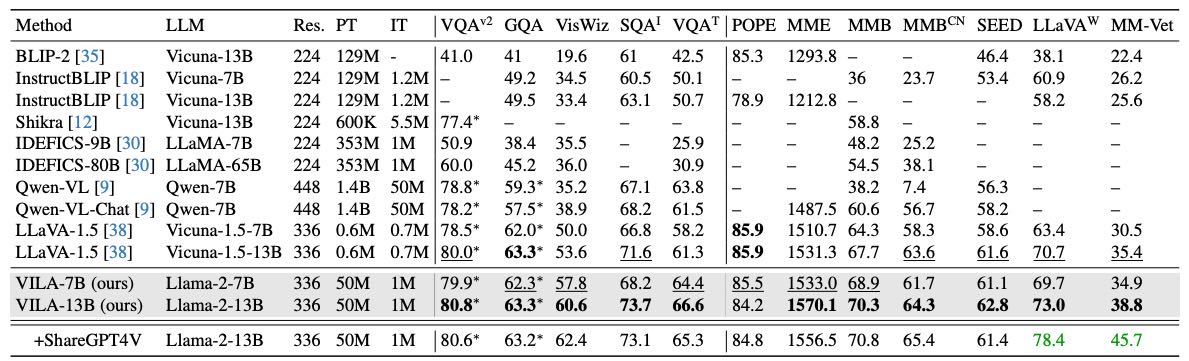 Method LLM Res. PT IT VQAv2 GQA VisWiz SQAI VQAT POPE MME MMB MMBCN SEED LLaVAW MM-Vet
BLIP-2 [35] Vicuna-13B 224 129M - 41.0 41 19.6 61 42.5 85.3 1293.8 – – 46.4 38.1 22.4
InstructBLIP [18] Vicuna-7B 224 129M 1.2M – 49.2 34.5 60.5 50.1 – – 36 23.7 53.4 60.9 26.2
InstructBLIP [18] Vicuna-13B 224 129M 1.2M – 49.5 33.4 63.1 50.7 78.9 1212.8 – – 58.2 25.6
Shikra [12] Vicuna-13B 224 600K 5.5M 77.4* – – – – – – 58.8 – – – –
IDEFICS-9B [30] LLaMA-7B 224 353M 1M 50.9 38.4 35.5 – 25.9 – – 48.2 25.2 – – –
IDEFICS-80B [30] LLaMA-65B 224 353M 1M 60.0 45.2 36.0 – 30.9 – – 54.5 38.1 – – –
Qwen-VL [9] Qwen-7B 448 1.4B 50M 78.8* 59.3* 35.2 67.1 63.8 – – 38.2 7.4 56.3 – –
Qwen-VL-Chat [9] Qwen-7B 448 1.4B 50M 78.2* 57.5* 38.9 68.2 61.5 – 1487.5 60.6 56.7 58.2 – –
LLaVA-1.5 [38] Vicuna-1.5-7B 336 0.6M 0.7M 78.5* 62.0* 50.0 66.8 58.2 85.9 1510.7 64.3 58.3 58.6 63.4 30.5
LLaVA-1.5 [38] Vicuna-1.5-13B 336 0.6M 0.7M 80.0* 63.3* 53.6 71.6 61.3 85.9 1531.3 67.7 63.6 61.6 70.7 35.4
VILA-7B (ours) Llama-2-7B 336 50M 1M 79.9* 62.3* 57.8 68.2 64.4 85.5 1533.0 68.9 61.7 61.1 69.7 34.9
VILA-13B (ours) Llama-2-13B 336 50M 1M 80.8* 63.3* 60.6 73.7 66.6 84.2 1570.1 70.3 64.3 62.8 73.0 38.8
+ShareGPT4V Llama-2-13B 336 50M 1M 80.6* 63.2* 62.4 73.1 65.3 84.8 1556.5 70.8 65.4 61.4 78.4 45.7